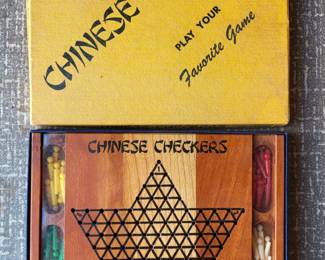 CHINESE
PLAY YOUR
Favorite Game
CHINESE CHECKERS